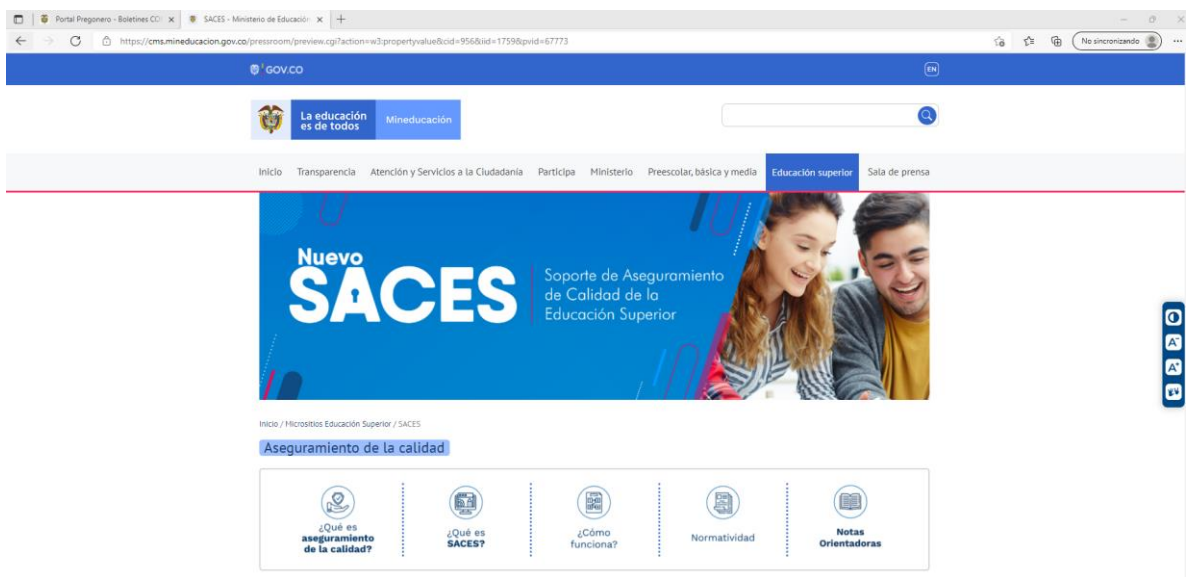 Portal Pregonero - Boletines CO
SACES - Ministerio de Educación
https://cms.mineducacion.gov.co/pressroom/preview.cgi?action=w3:propertyvalue&cid=956&iid=1759&pvid=67773
No sincronizando
GOV.CO
EN
La educación
es de todos
Mineducación
Inicio Transparencia Atención y Servicios a la Ciudadanía Participa Ministerio Preescolar, básica y media Educación superior Sala de prensa
Nuevo
SACES
Soporte de Aseguramiento
de Calidad de la
Educación Superior
A-
A+
Inicio / Micrositios Educación Superior / SACES
Aseguramiento de la calidad
¿Qué es
aseguramiento
de la calidad?
¿Qué es
SACES?
¿Cómo
funciona?
Normatividad
Notas
Orientadoras